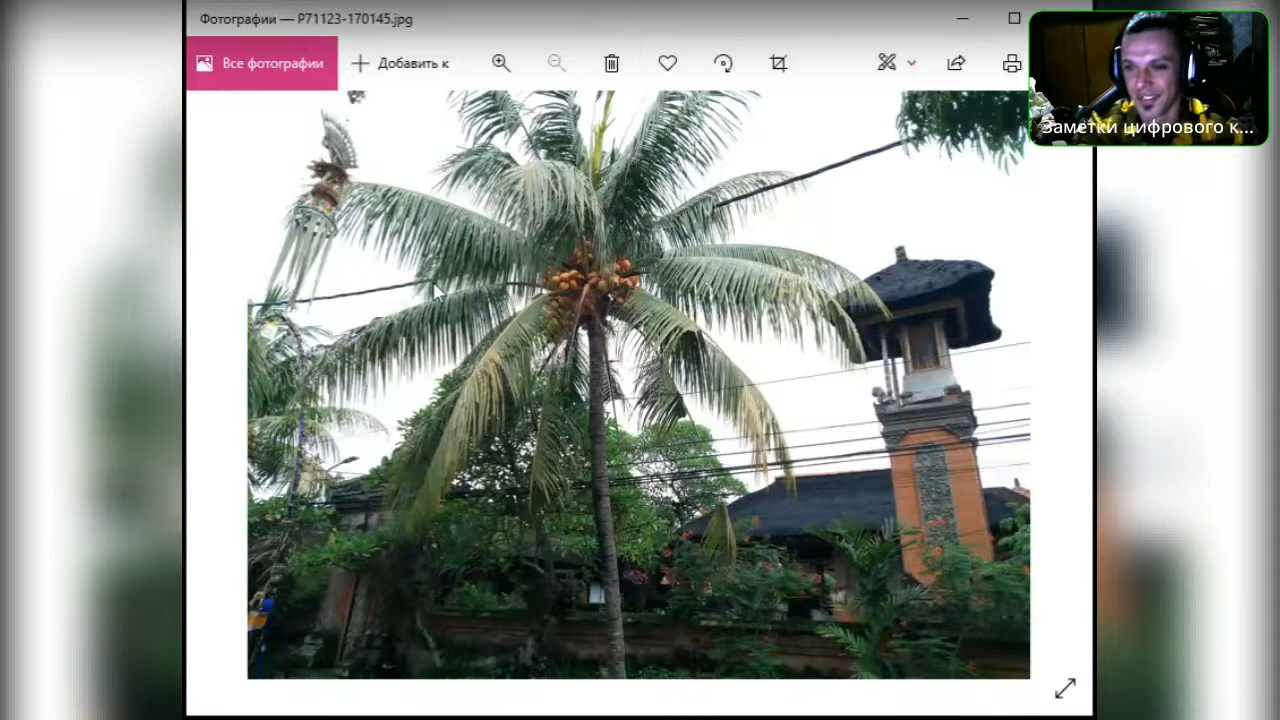 Фотографии — P71123-170145.jpg
Все фотографии
Добавить к
Заметки цифрового к...